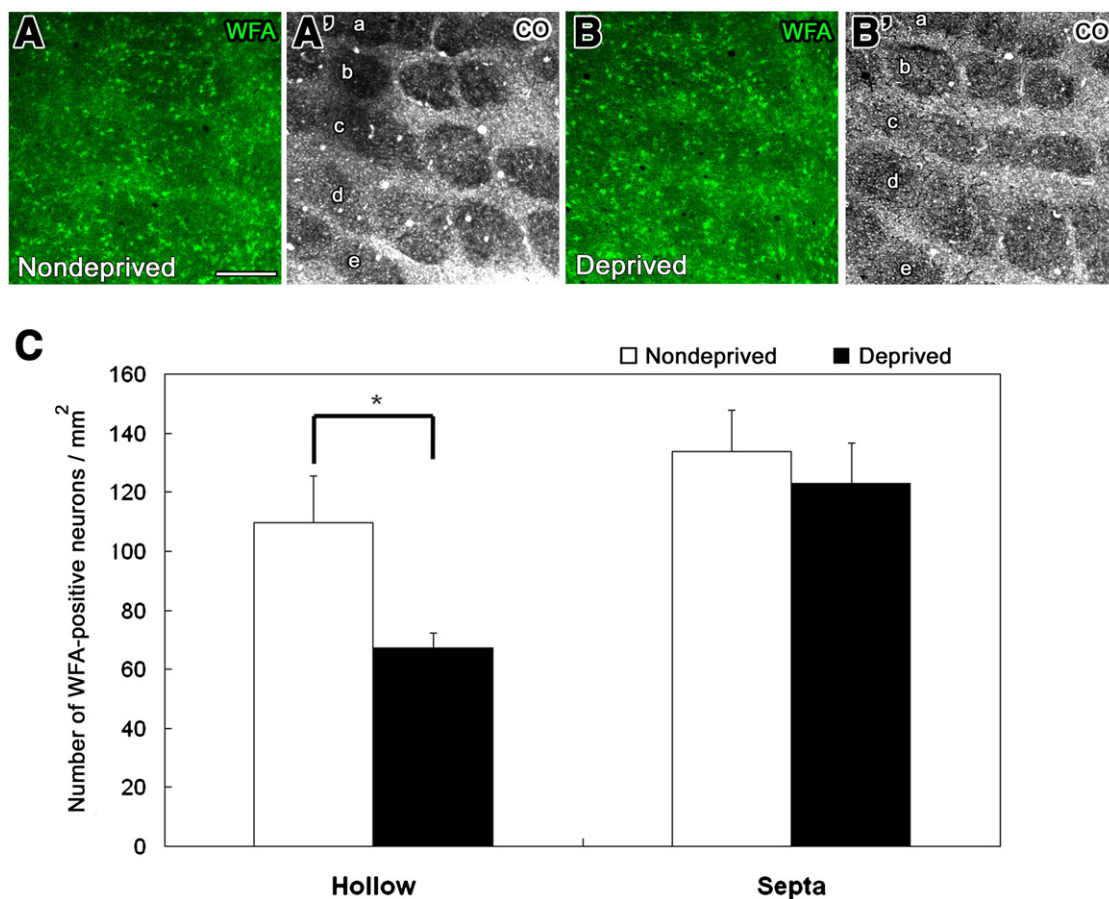 A WFA
A' CO
B WFA
B' CO
a
b
c
d
e
a
b
c
d
e
Nondeprived
Deprived
C
Nondeprived Deprived
Number of WFA-positive neurons / mm²
160
140
120
100
80
60
40
20
0
*
Hollow Septa